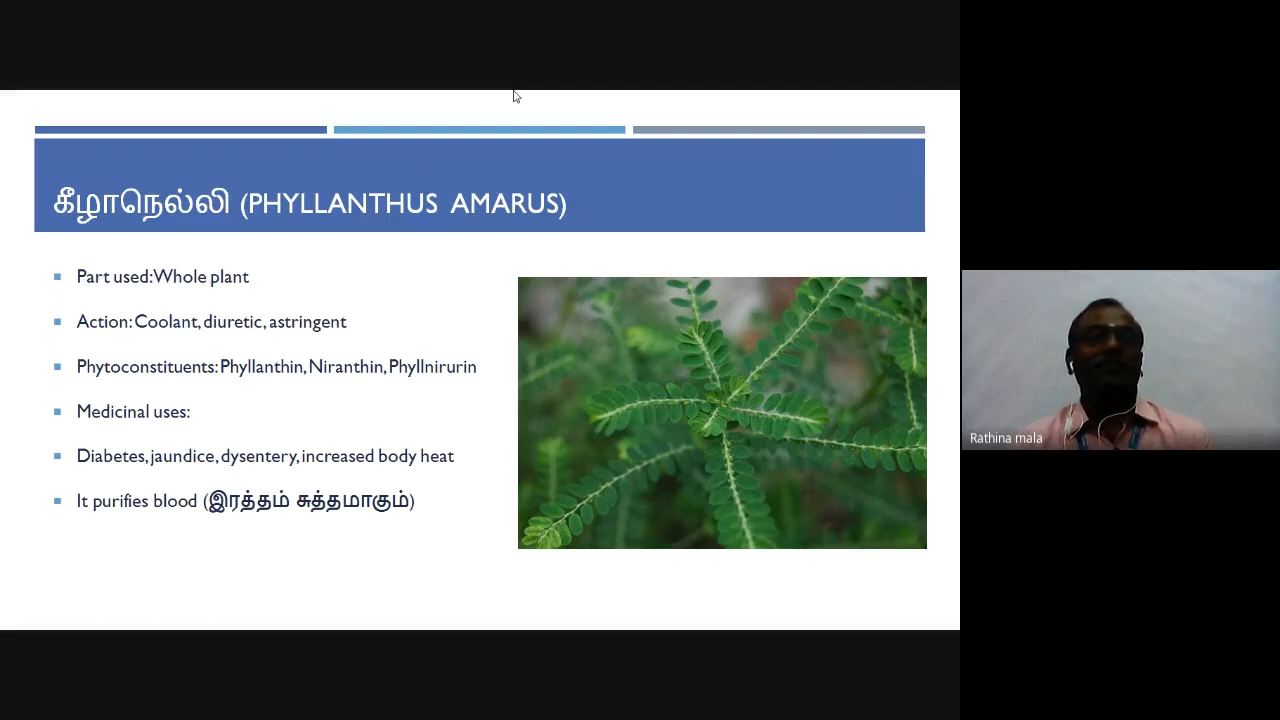 கீழாநெல்லி (PHYLLANTHUS AMARUS)
Part used: Whole plant
Action: Coolant, diuretic, astringent
Phytoconstituents: Phyllanthin, Niranthin, Phyllnirurin
Medicinal uses:
Diabetes, jaundice, dysentery, increased body heat
It purifies blood (இரத்தம் சுத்தமாகும்)
Rathina mala